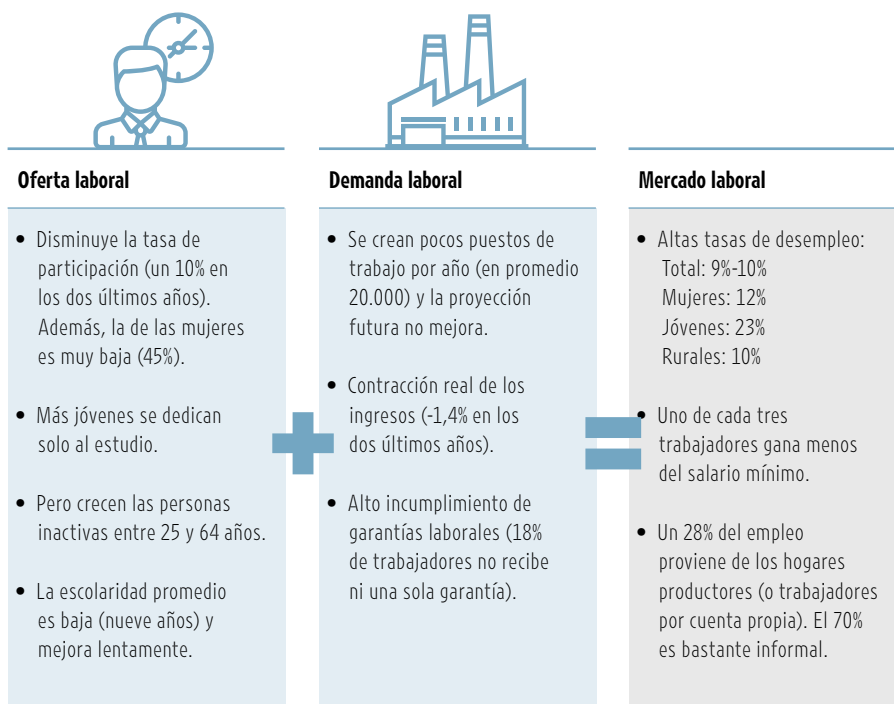 Oferta laboral
• Disminuye la tasa de
participación (un 10% en
los dos últimos años).
Además, la de las mujeres
es muy baja (45%).
• Más jóvenes se dedican
solo al estudio.
• Pero crecen las personas
inactivas entre 25 y 64 años.
• La escolaridad promedio
es baja (nueve años) y
mejora lentamente.
Demanda laboral
• Se crean pocos puestos de
trabajo por año (en promedio
20.000) y la proyección
futura no mejora.
• Contracción real de los
ingresos (-1,4% en los
dos últimos años).
• Alto incumplimiento de
garantías laborales (18%
de trabajadores no recibe
ni una sola garantía).
Mercado laboral
• Altas tasas de desempleo:
Total: 9%-10%
Mujeres: 12%
Jóvenes: 23%
Rurales: 10%
• Uno de cada tres
trabajadores gana menos
del salario mínimo.
• Un 28% del empleo
proviene de los hogares
productores (o trabajadores
por cuenta propia). El 70%
es bastante informal.